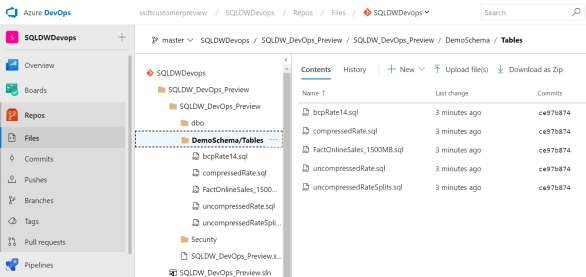 Azure DevOps ssdtcustomerpreview / SQLDWDevops / Repos / Files / SQLDWDevops Search
SQLDWDevops
Overview
Boards
Repos
Files
Commits
Pushes
Branches
Tags
Pull requests
Pipelines
SQLDWDevops
SQLDW_DevOps_Preview
SQLDW_DevOps_Preview
dbo
DemoSchema/Tables
bcpRate14.sql
compressedRate.sql
FactOnlineSales_1500...
uncompressedRate.sql
uncompressedRateSpli...
Security
SQLDW_DevOps_Preview.s...
SQLDW_DevOps_Preview.sln
master SQLDWDevops / SQLDW_DevOps_Preview / SQLDW_DevOps_Preview / DemoSchema / Tables
Contents History New Upload file(s) Download as Zip
Name ↑ Last change Commits
bcpRate14.sql 3 minutes ago ce97b874
compressedRate.sql 3 minutes ago ce97b874
FactOnlineSales_1500MB.sql 3 minutes ago ce97b874
uncompressedRate.sql 3 minutes ago ce97b874
uncompressedRateSplits.sql 3 minutes ago ce97b874